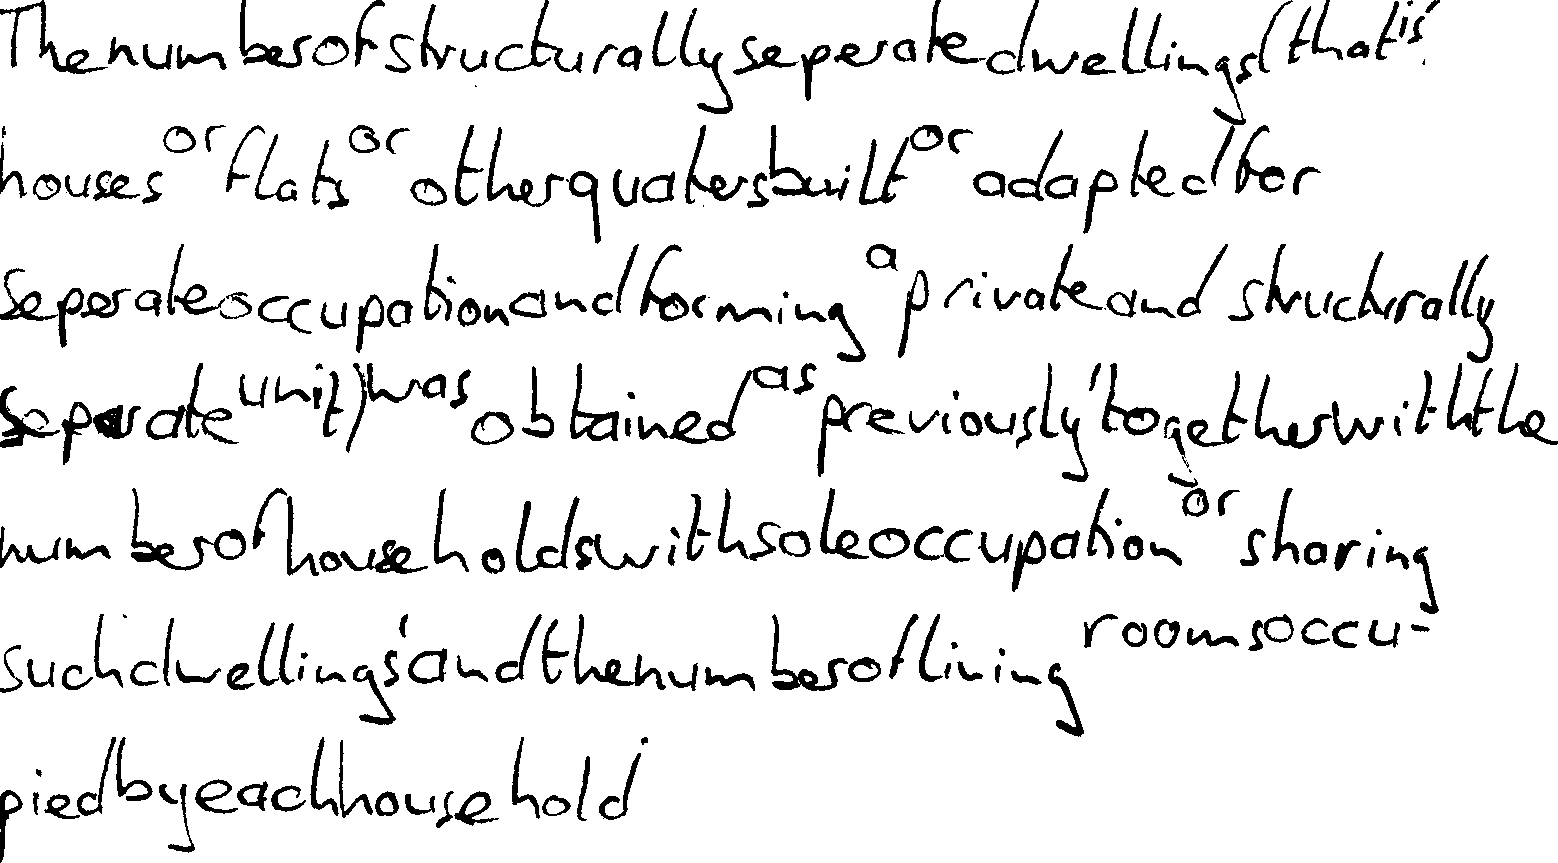 The number of structurally seperate dwellings (that is'
houses or flats or other quaters built or adapted for
seperate occupation and forming a private and structurally
seperate unit) was obtained as previously' together with the
number of households with sole occupation or sharing
such dwellings' and the number of living rooms occu-
pied by each household